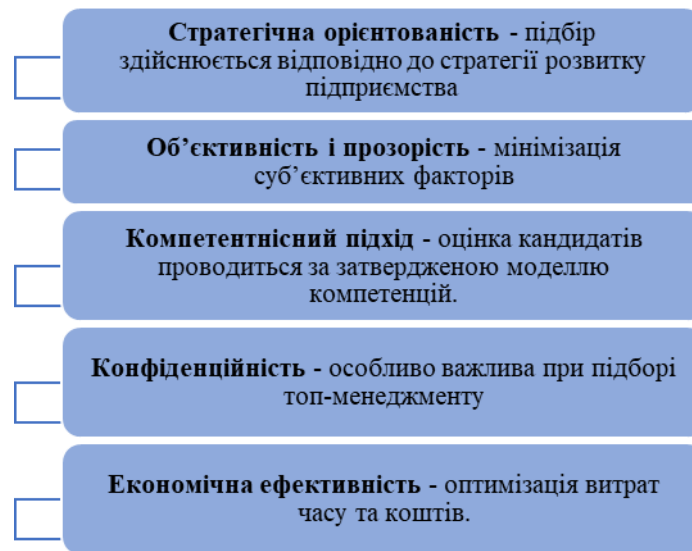 Стратегічна орієнтованість - підбір
здійснюється відповідно до стратегії розвитку
підприємства
Об’єктивність і прозорість - мінімізація
суб’єктивних факторів
Компетентнісний підхід - оцінка кандидатів
проводиться за затвердженою моделлю
компетенцій.
Конфіденційність - особливо важлива при підборі
топ-менеджменту
Економічна ефективність - оптимізація витрат
часу та коштів.